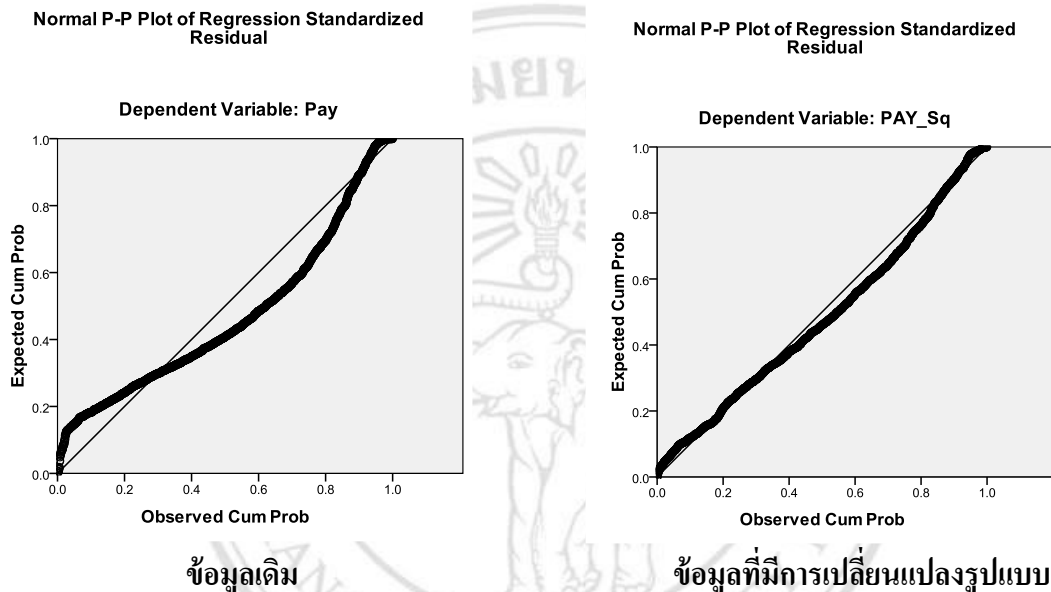 Normal P-P Plot of Regression Standardized
Residual
Dependent Variable: Pay
Expected Cum Prob
1.0
0.8
0.6
0.4
0.2
0.0
0.0 0.2 0.4 0.6 0.8 1.0
Observed Cum Prob
ข้อมูลเดิม
Normal P-P Plot of Regression Standardized
Residual
Dependent Variable: PAY_Sq
Expected Cum Prob
1.0
0.8
0.6
0.4
0.2
0.0
0.0 0.2 0.4 0.6 0.8 1.0
Observed Cum Prob
ข้อมูลที่มีการเปลี่ยนแปลงรูปแบบ